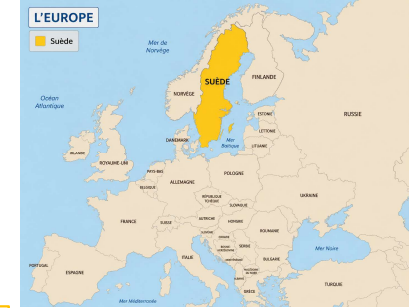 L'EUROPE
Suède
Mer de
Norvège
Océan
Atlantique
NORVÈGE
SUÈDE
FINLANDE
RUSSIE
ESTONIE
LETTONIE
LITUANIE
Mer
Baltique
DANEMARK
IRLANDE
ROYAUME-UNI
PAYS-BAS
BELGIQUE
ALLEMAGNE
POLOGNE
RÉPUBLIQUE
TCHÈQUE
SLOVAQUIE
UKRAINE
FRANCE
SUISSE
AUTRICHE
HONGRIE
ROUMANIE
SERBIE
BULGARIE
Mer Noire
ITALIE
PORTUGAL
ESPAGNE
Mer Méditerranée
GRÈCE
TURQUIE